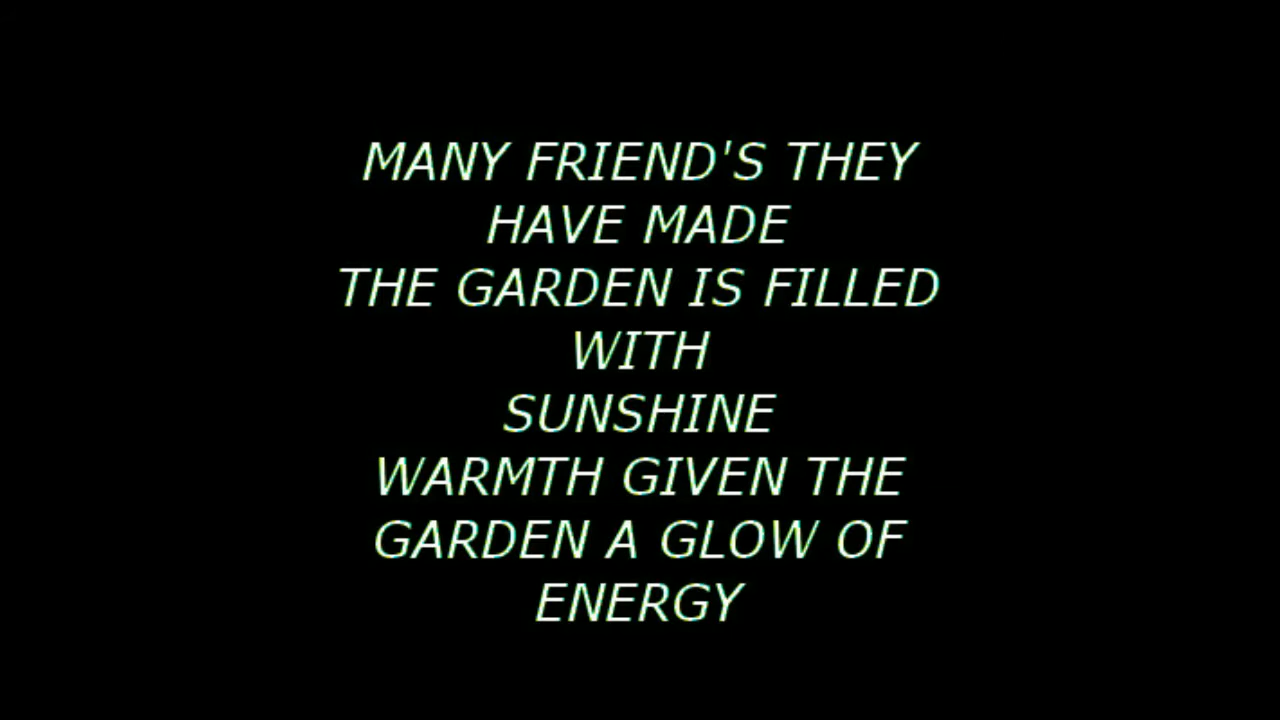 MANY FRIEND'S THEY
HAVE MADE
THE GARDEN IS FILLED
WITH
SUNSHINE
WARMTH GIVEN THE
GARDEN A GLOW OF
ENERGY